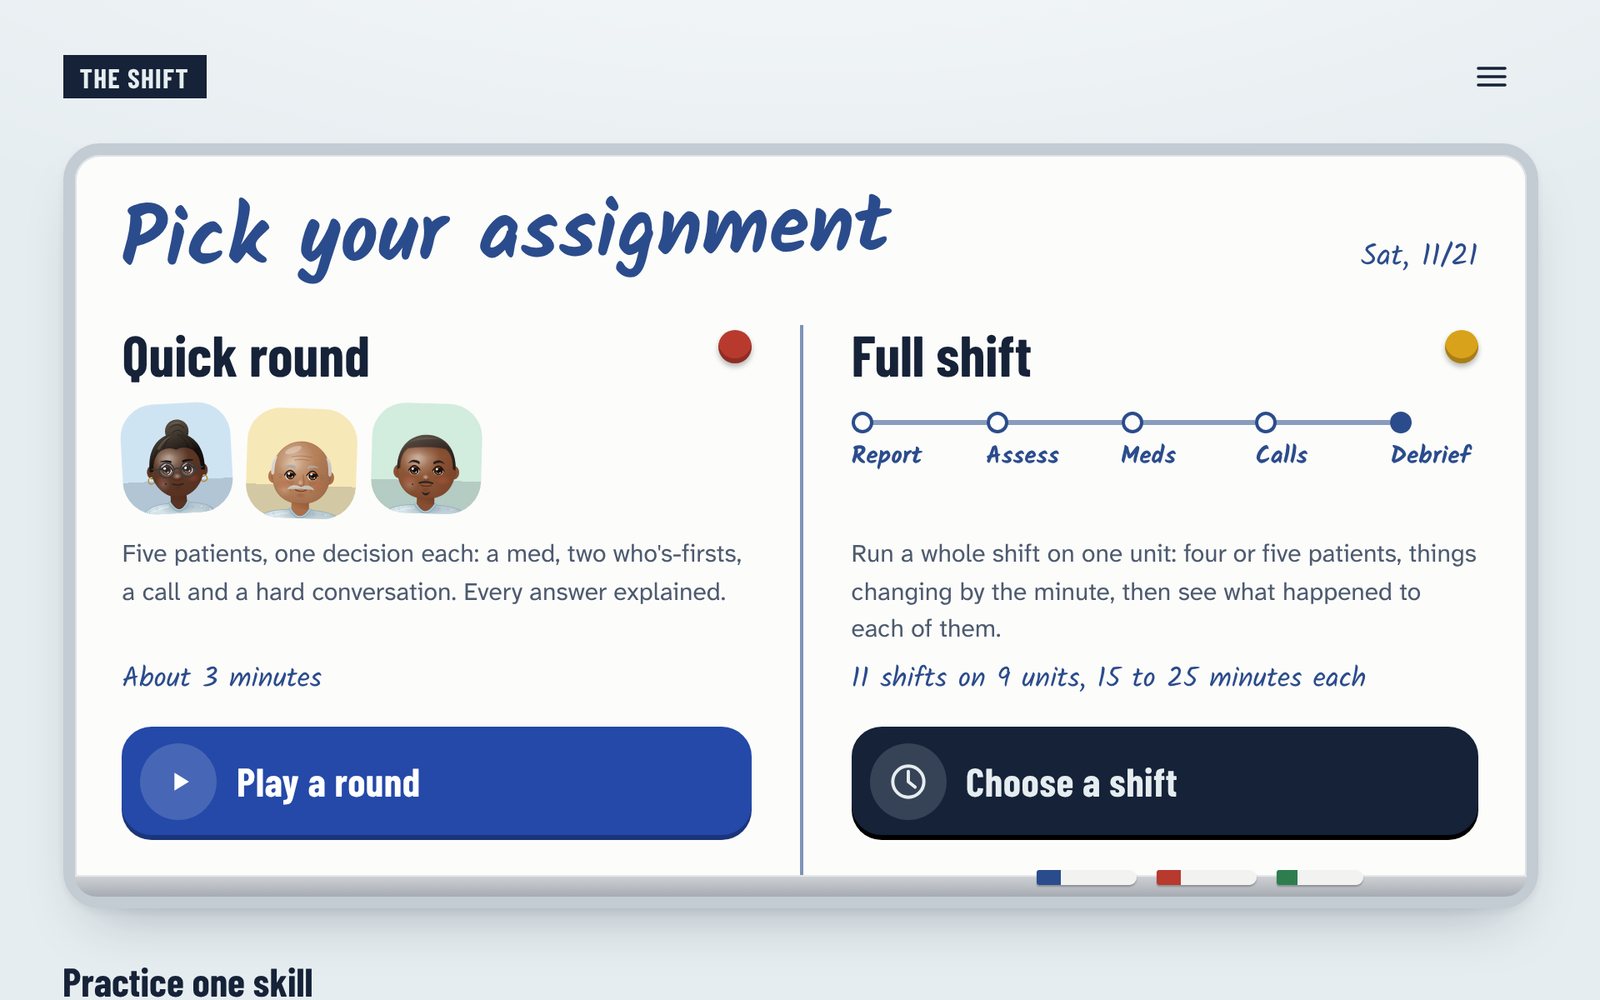 THE SHIFT
Pick your assignment
Sat, 11/21
Quick round
Five patients, one decision each: a med, two who's-firsts,
a call and a hard conversation. Every answer explained.
About 3 minutes
Play a round
Full shift
Report Assess Meds Calls Debrief
Run a whole shift on one unit: four or five patients, things
changing by the minute, then see what happened to
each of them.
11 shifts on 9 units, 15 to 25 minutes each
Choose a shift
Practice one skill